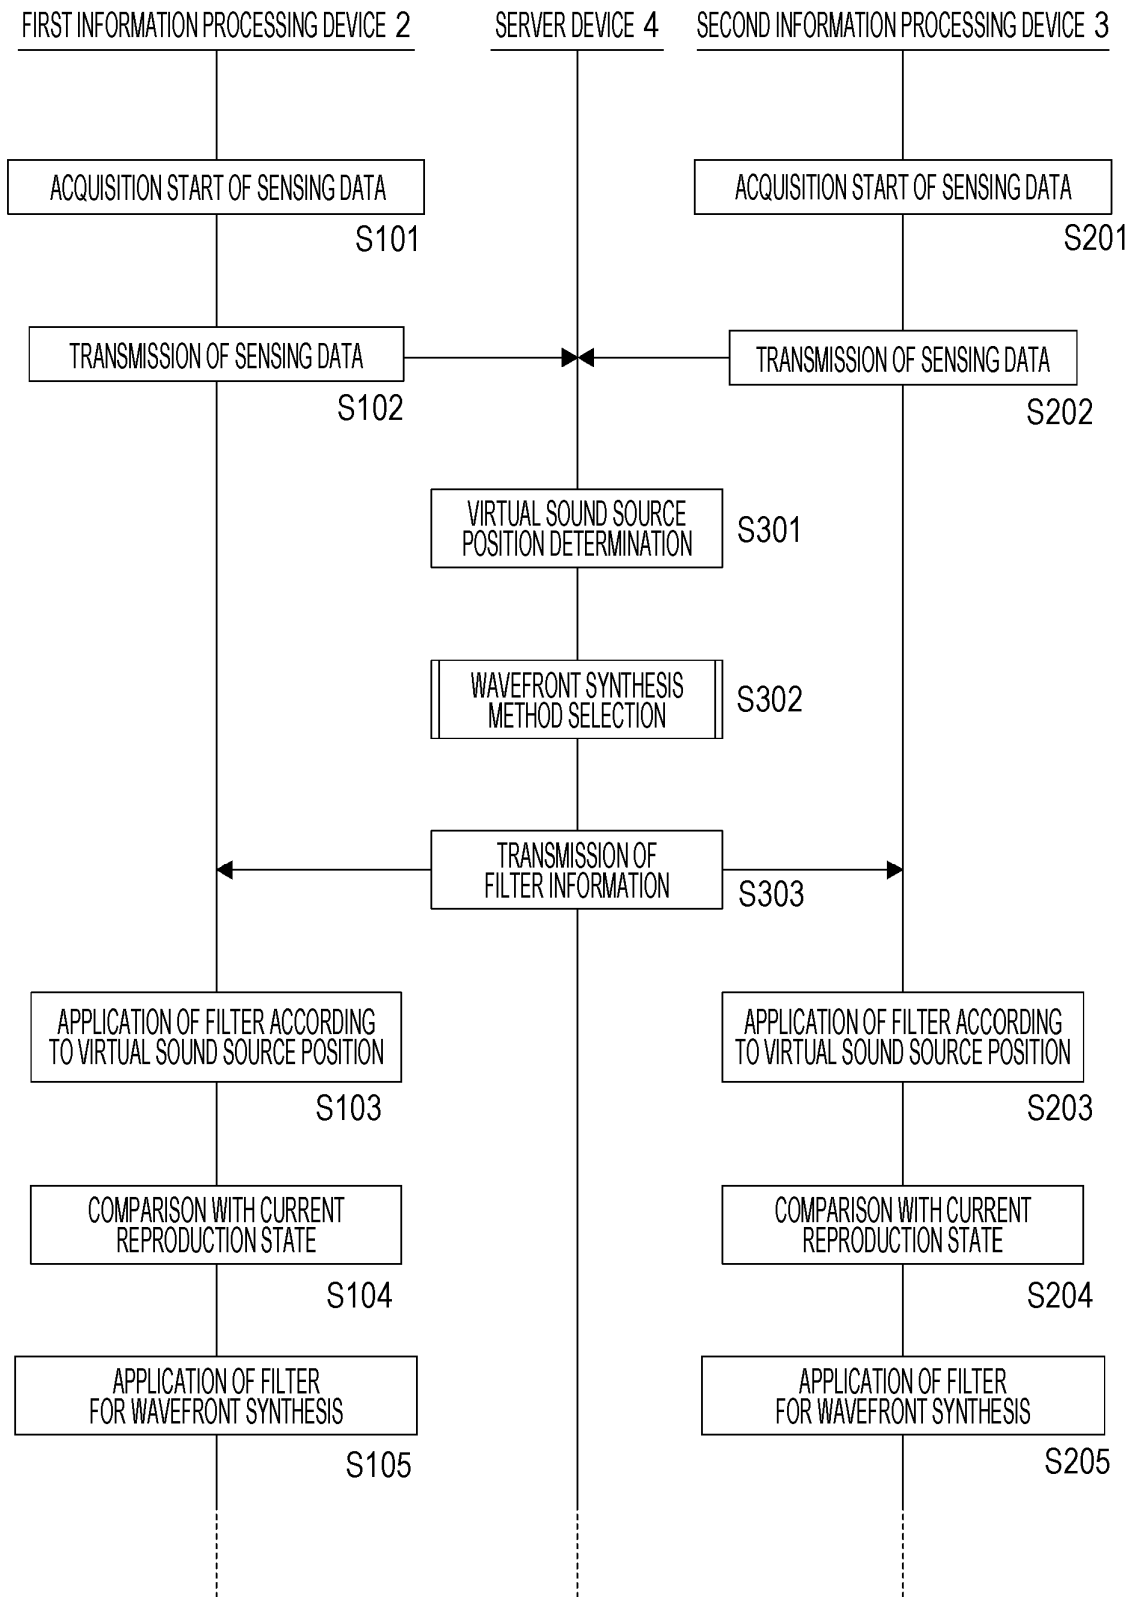 FIRST INFORMATION PROCESSING DEVICE 2
SERVER DEVICE 4
SECOND INFORMATION PROCESSING DEVICE 3
ACQUISITION START OF SENSING DATA
S101
ACQUISITION START OF SENSING DATA
S201
TRANSMISSION OF SENSING DATA
S102
TRANSMISSION OF SENSING DATA
S202
VIRTUAL SOUND SOURCE
POSITION DETERMINATION
S301
WAVEFRONT SYNTHESIS
METHOD SELECTION
S302
TRANSMISSION OF
FILTER INFORMATION
S303
APPLICATION OF FILTER ACCORDING
TO VIRTUAL SOUND SOURCE POSITION
S103
APPLICATION OF FILTER ACCORDING
TO VIRTUAL SOUND SOURCE POSITION
S203
COMPARISON WITH CURRENT
REPRODUCTION STATE
S104
COMPARISON WITH CURRENT
REPRODUCTION STATE
S204
APPLICATION OF FILTER
FOR WAVEFRONT SYNTHESIS
S105
APPLICATION OF FILTER
FOR WAVEFRONT SYNTHESIS
S205